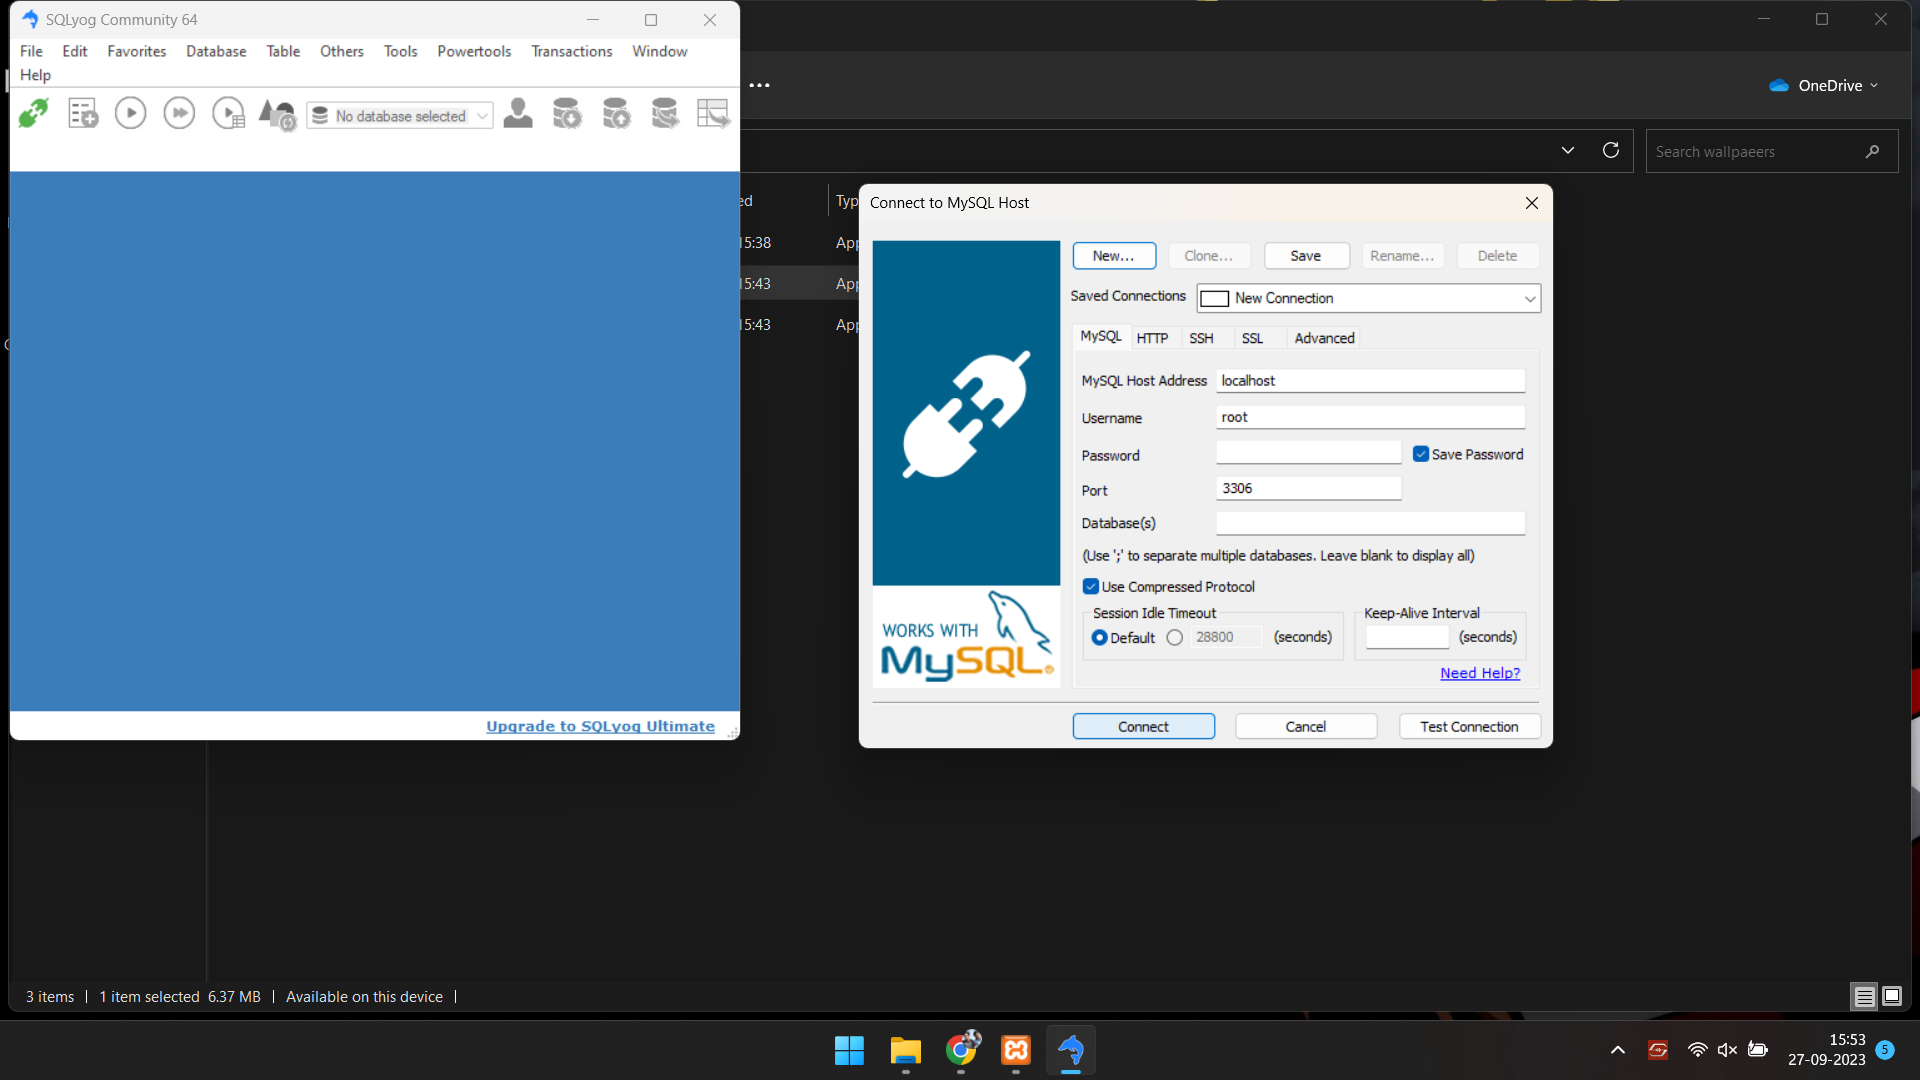 SQLyog Community 64
File Edit Favorites Database Table Others Tools Powertools Transactions Window
Help
No database selected
Upgrade to SQLyog Ultimate
OneDrive
Search wallpaeers
15:38
15:43
15:43
Connect to MySQL Host
New... Clone... Save Rename... Delete
Saved Connections New Connection
MySQL HTTP SSH SSL Advanced
MySQL Host Address localhost
Username root
Password Save Password
Port 3306
Database(s)
(Use ';' to separate multiple databases. Leave blank to display all)
Use Compressed Protocol
Session Idle Timeout Keep-Alive Interval
Default 28800 (seconds) (seconds)
Need Help?
WORKS WITH
MySQL
Connect Cancel Test Connection
3 items 1 item selected 6.37 MB Available on this device
15:53
27-09-2023 5